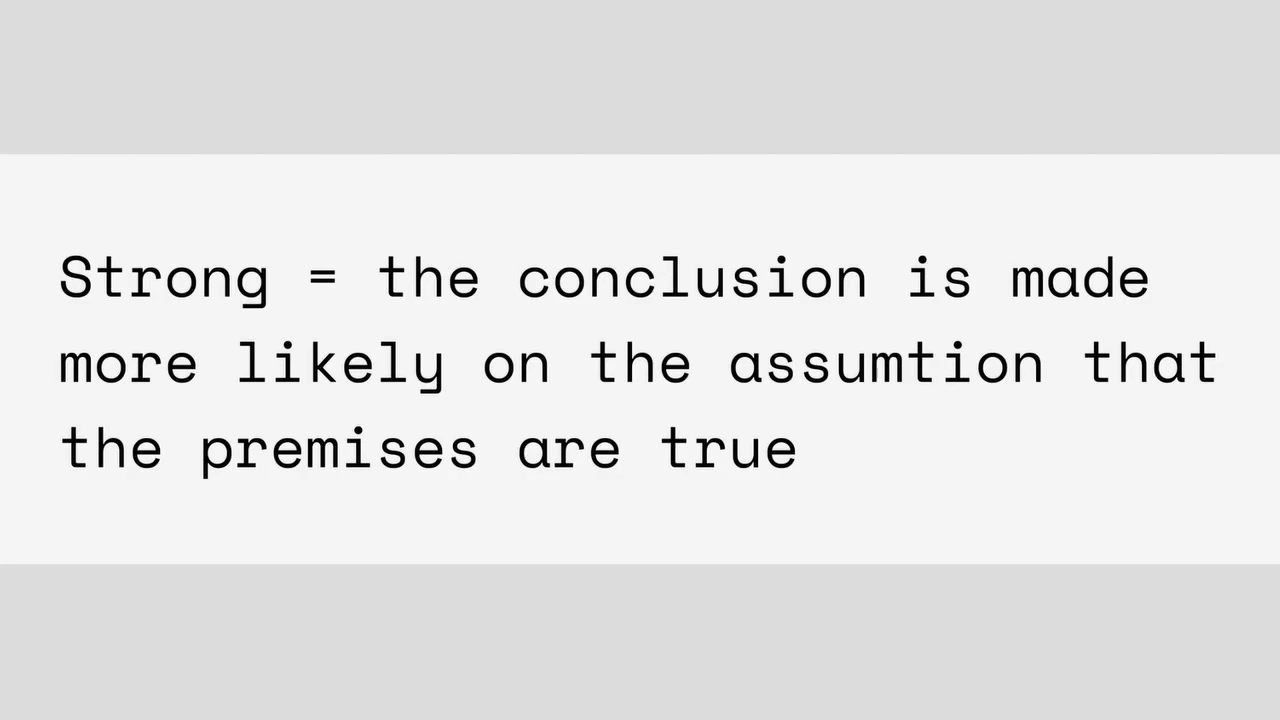 Strong = the conclusion is made
more likely on the assumtion that
the premises are true